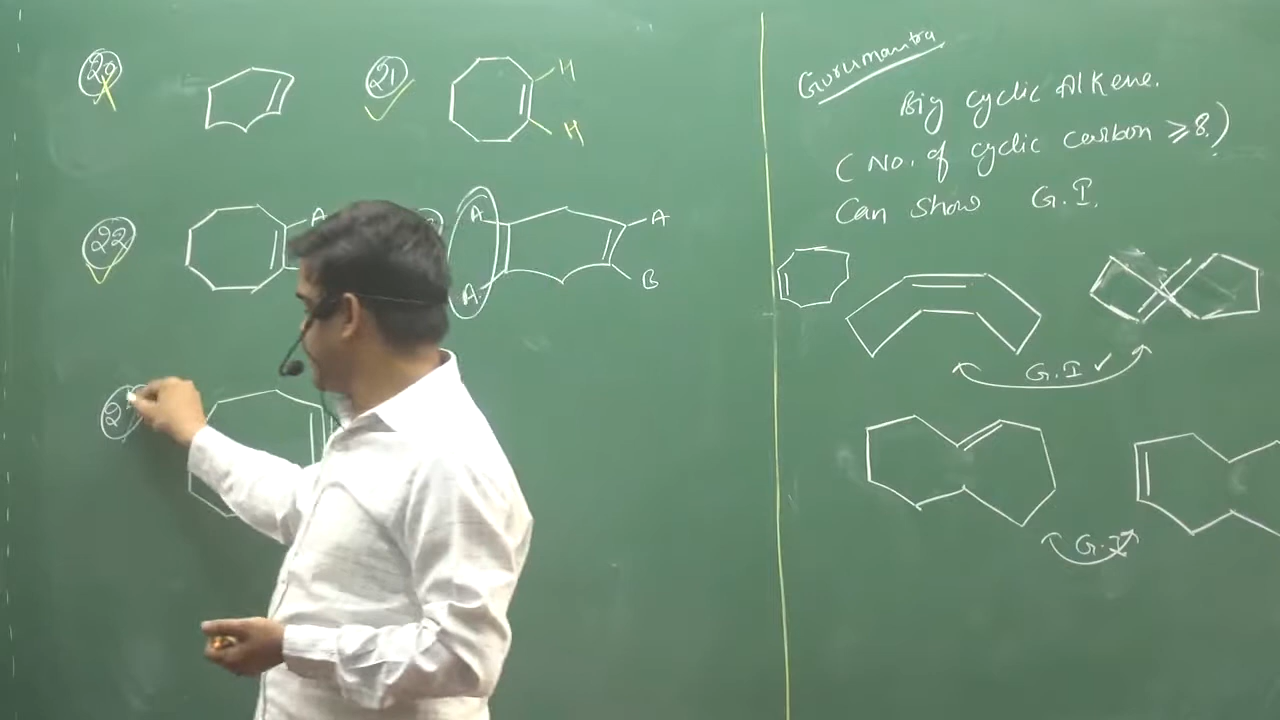 20
21
H
H
22
A
A
A
A
B
Gurumantra
Big cyclic Alkene.
( No. of cyclic carbon ⩾ 8. )
Can show G.I.
G.I ✓
G.I